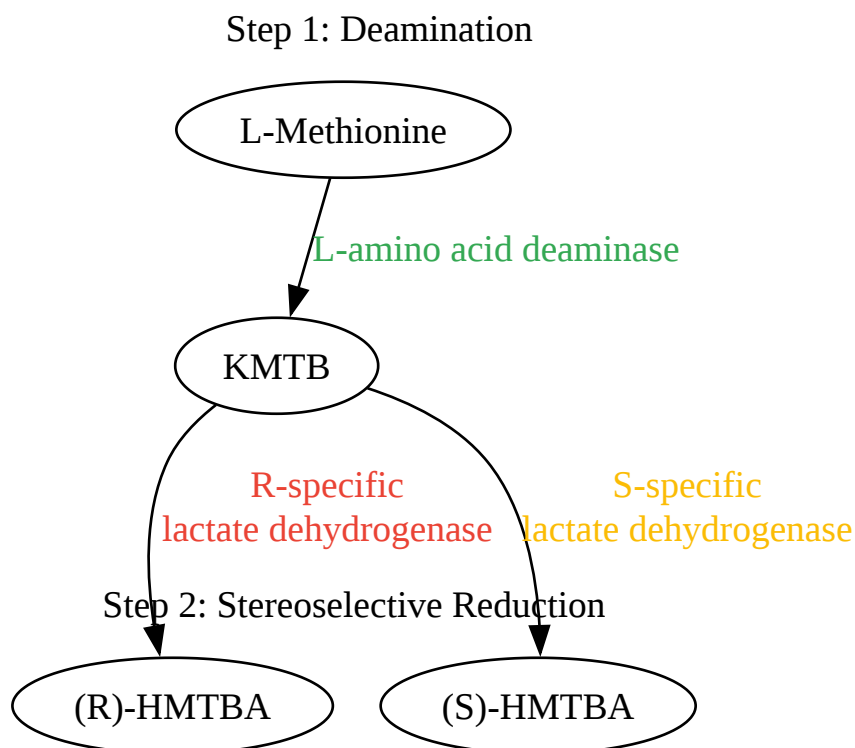 Step 1: Deamination
L-Methionine
L-amino acid deaminase
KMTB
R-specific
lactate dehydrogenase
S-specific
lactate dehydrogenase
Step 2: Stereoselective Reduction
(R)-HMTBA
(S)-HMTBA